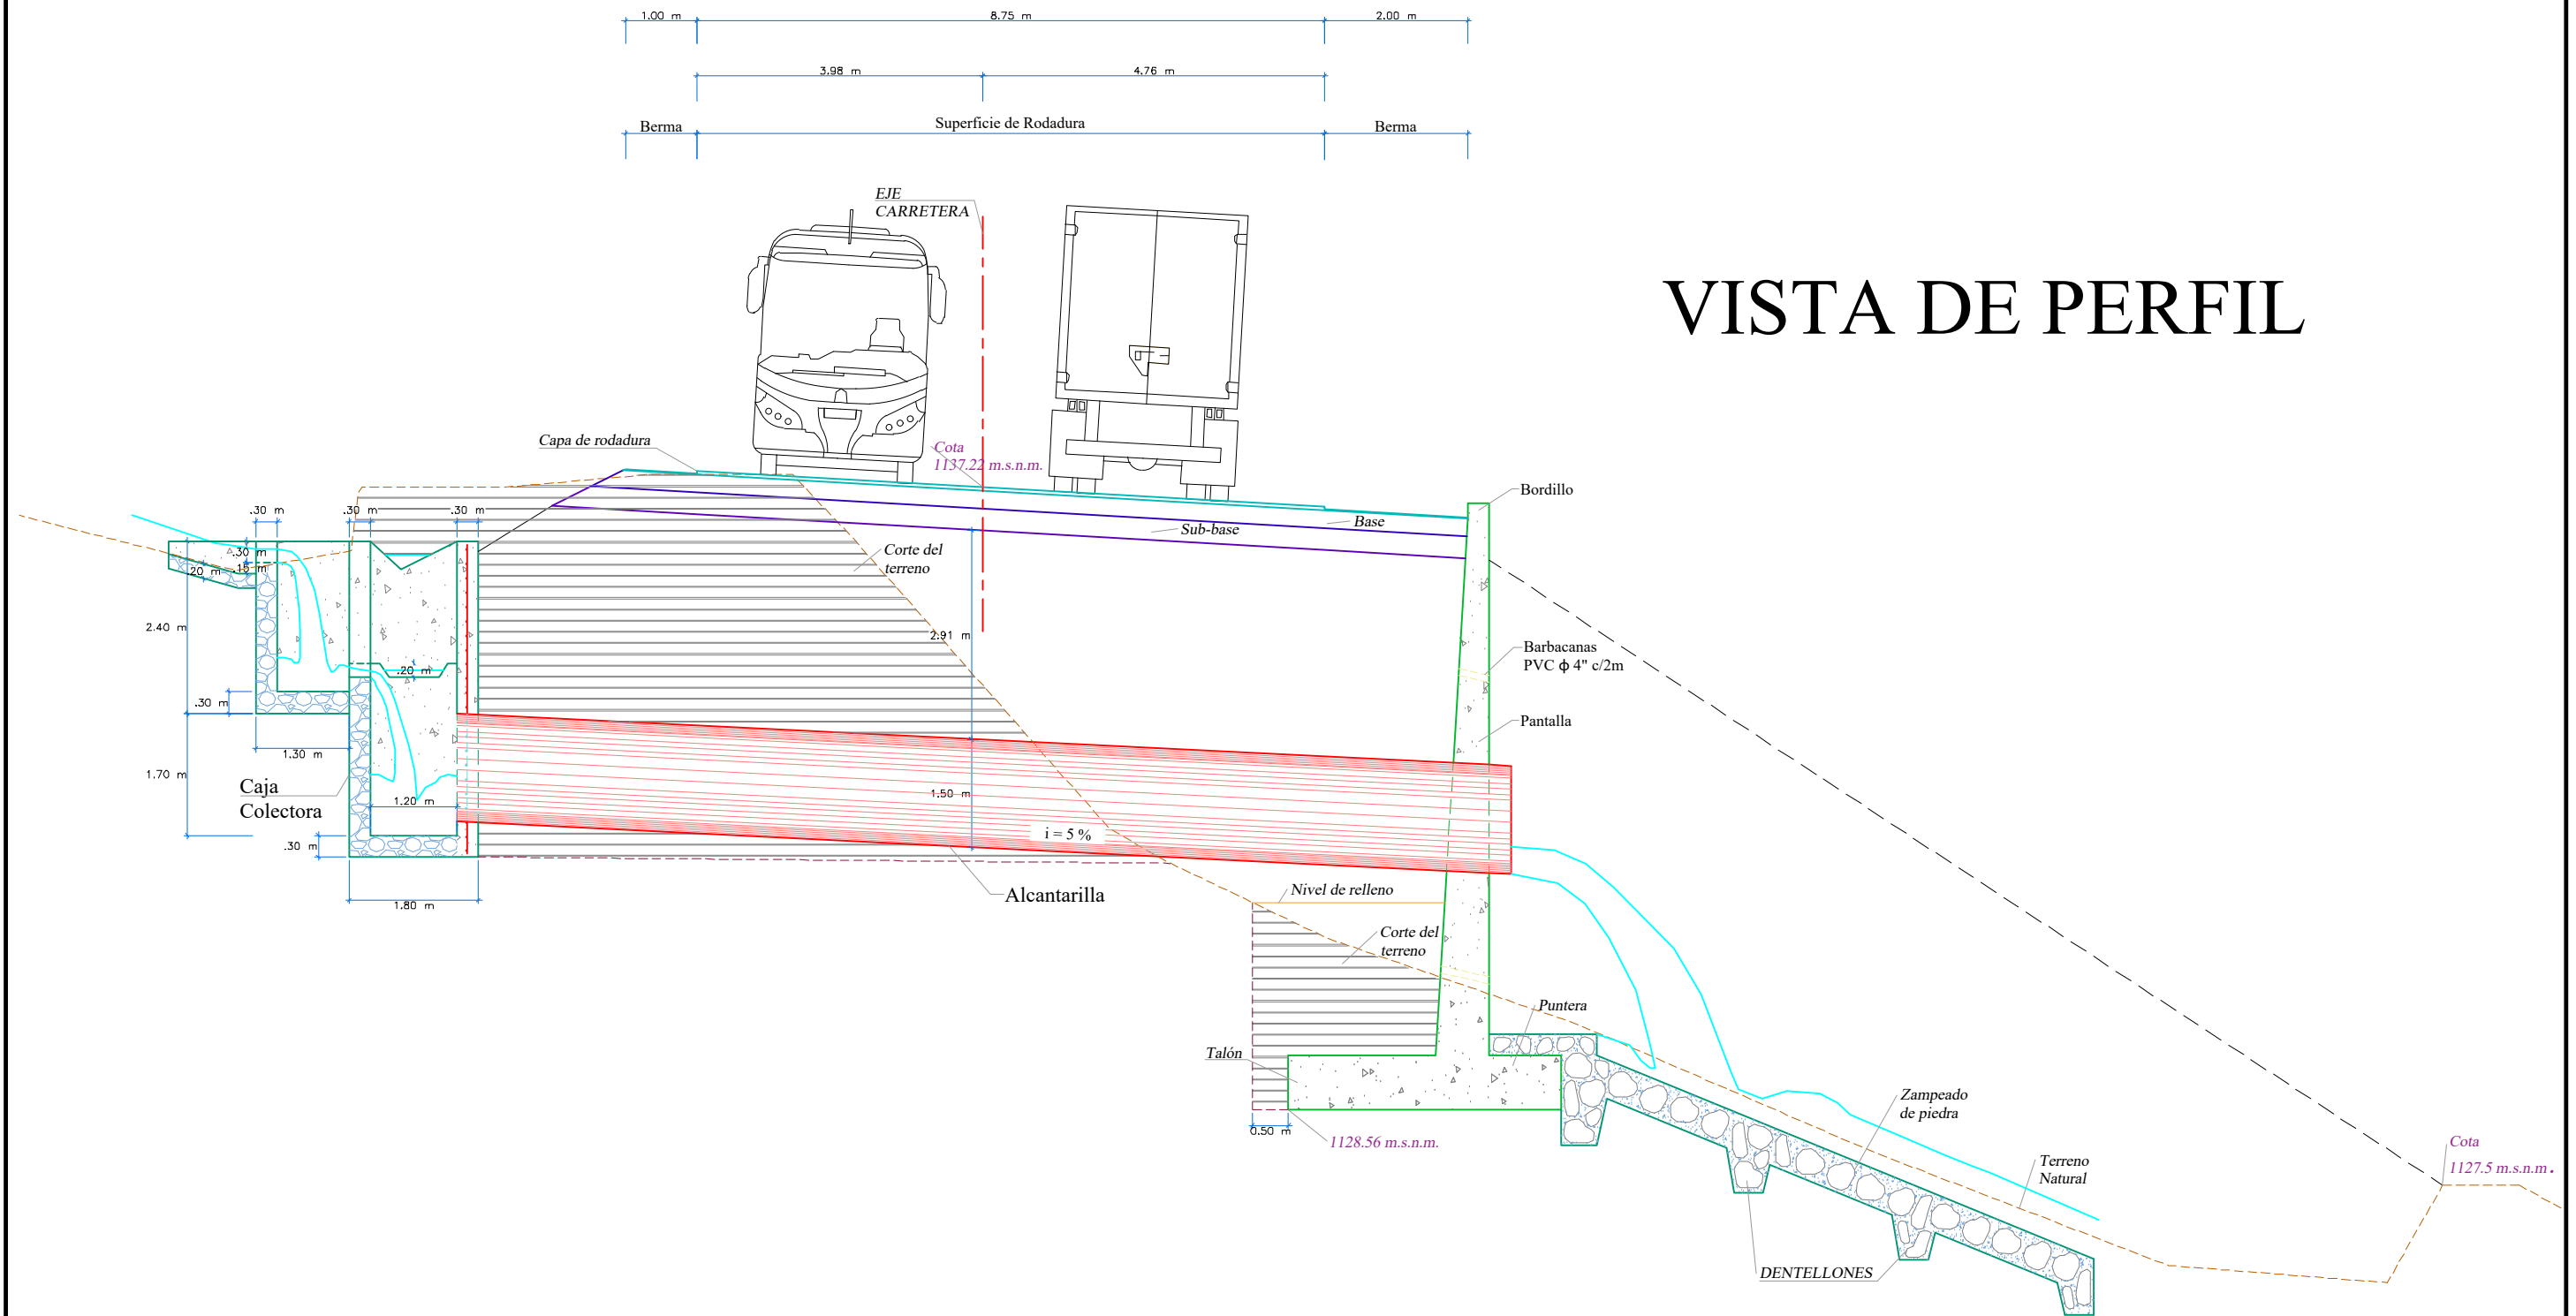 1.00 m
8.75 m
2.00 m
3.98 m
4.76 m
Berma
Superficie de Rodadura
Berma
EJE
CARRETERA
VISTA DE PERFIL
Capa de rodadura
Cota
1137.22 m.s.n.m.
Bordillo
Base
Sub-base
.30 m
.30 m
.30 m
.30 m
.15 m
.20 m
Corte del
terreno
2.40 m
2.91 m
Barbacanas
PVC ϕ 4" c/2m
.20 m
.30 m
Pantalla
1.30 m
1.70 m
Caja
Colectora
1.20 m
1.50 m
i = 5 %
.30 m
Alcantarilla
1.80 m
Nivel de relleno
Corte del
terreno
Puntera
Talón
Zampeado
de piedra
0.50 m
1128.56 m.s.n.m.
Cota
1127.5 m.s.n.m.
Terreno
Natural
DENTELLONES